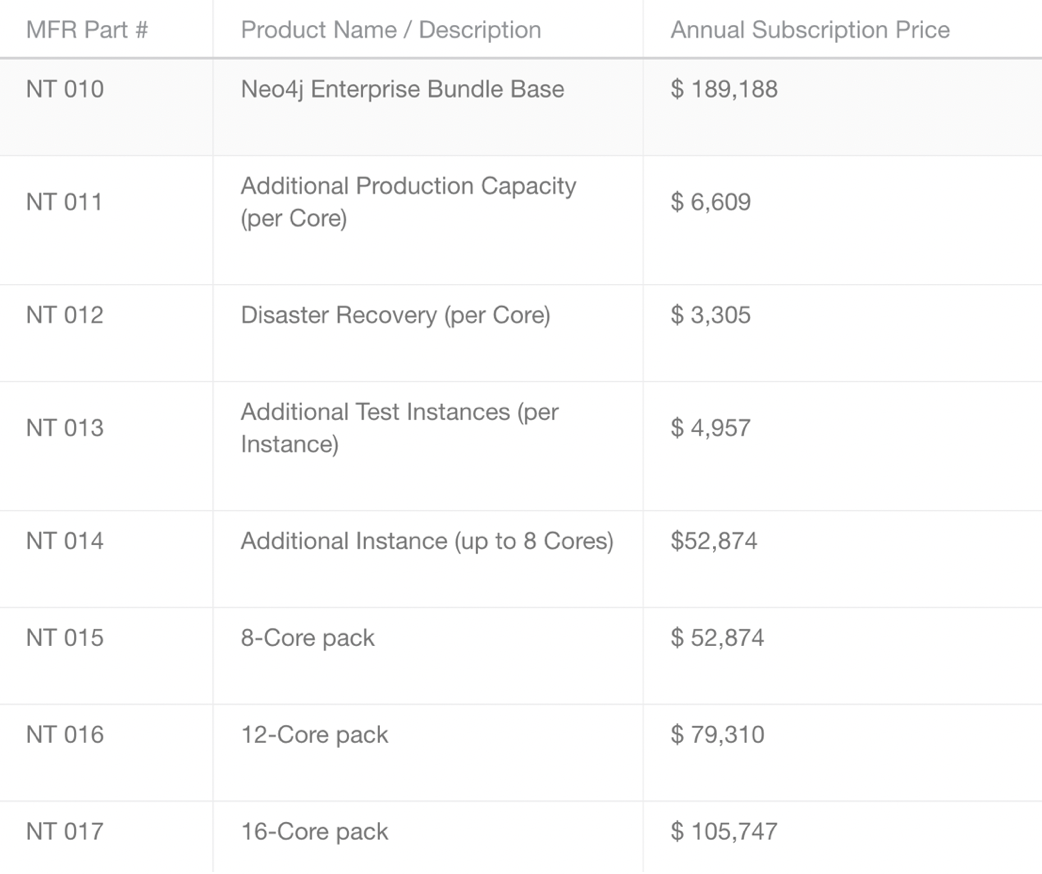 MFR Part # Product Name / Description Annual Subscription Price
NT 010 Neo4j Enterprise Bundle Base $ 189,188
NT 011 Additional Production Capacity (per Core) $ 6,609
NT 012 Disaster Recovery (per Core) $ 3,305
NT 013 Additional Test Instances (per Instance) $ 4,957
NT 014 Additional Instance (up to 8 Cores) $52,874
NT 015 8-Core pack $ 52,874
NT 016 12-Core pack $ 79,310
NT 017 16-Core pack $ 105,747